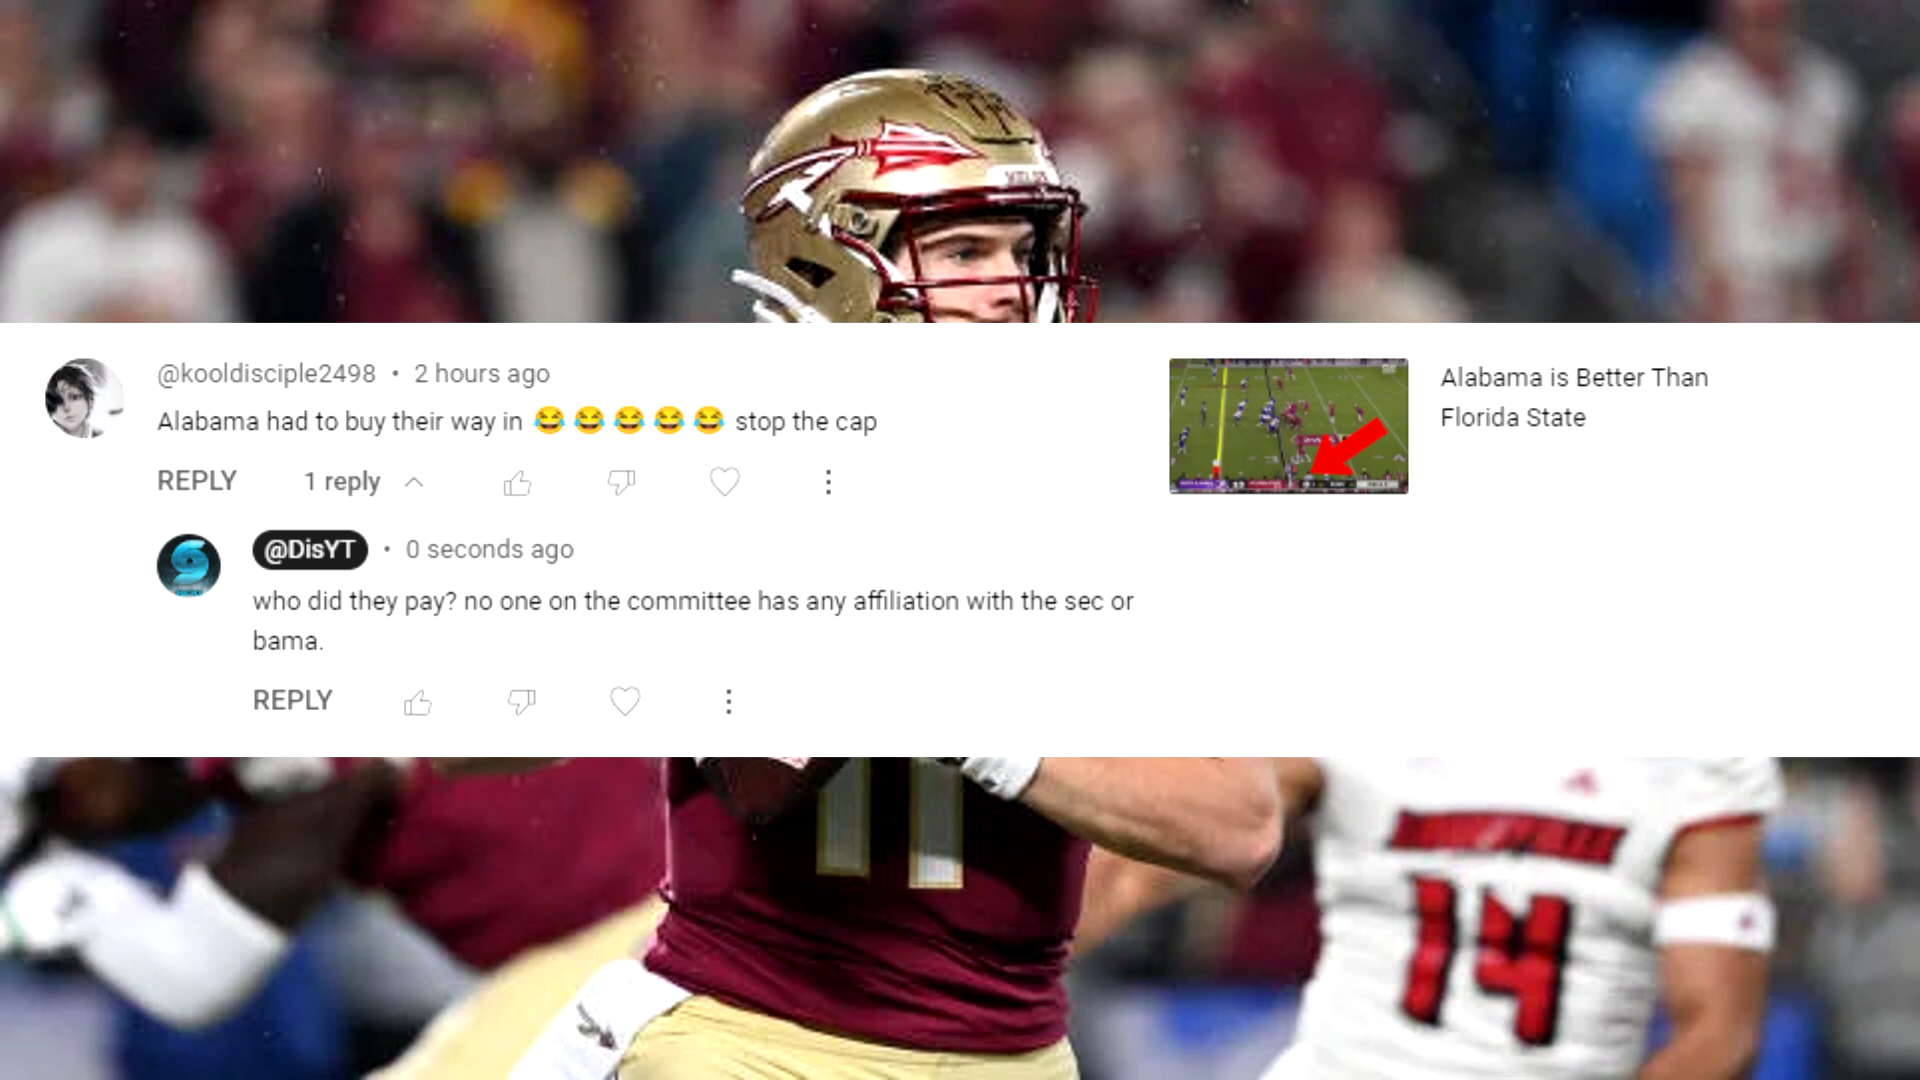 @kooldisciple2498 • 2 hours ago
Alabama had to buy their way in 😂😂😂😂😂 stop the cap
REPLY 1 reply
@DisYT • 0 seconds ago
who did they pay? no one on the committee has any affiliation with the sec or
bama.
REPLY
Alabama is Better Than
Florida State
11
LOUISVILLE
14